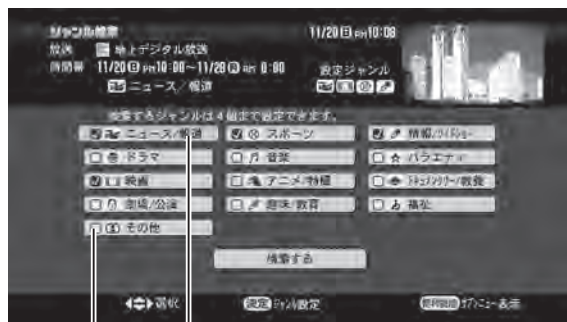 ジャンル検索
11/20日 PM10:08
放送 地上デジタル放送
時間帯 11/20日 PM10:00～11/20日 AM 0:00
設定ジャンル
ニュース/報道
検索するジャンルは4個まで設定できます。
ニュース/報道 スポーツ 情報/ワイドショー
ドラマ 音楽 バラエティ
映画 アニメ/特撮 ドキュメンタリー/教養
劇場/公演 趣味/教育 福祉
その他
検索する
選択 決定 ジャンル設定 サブメニュー表示